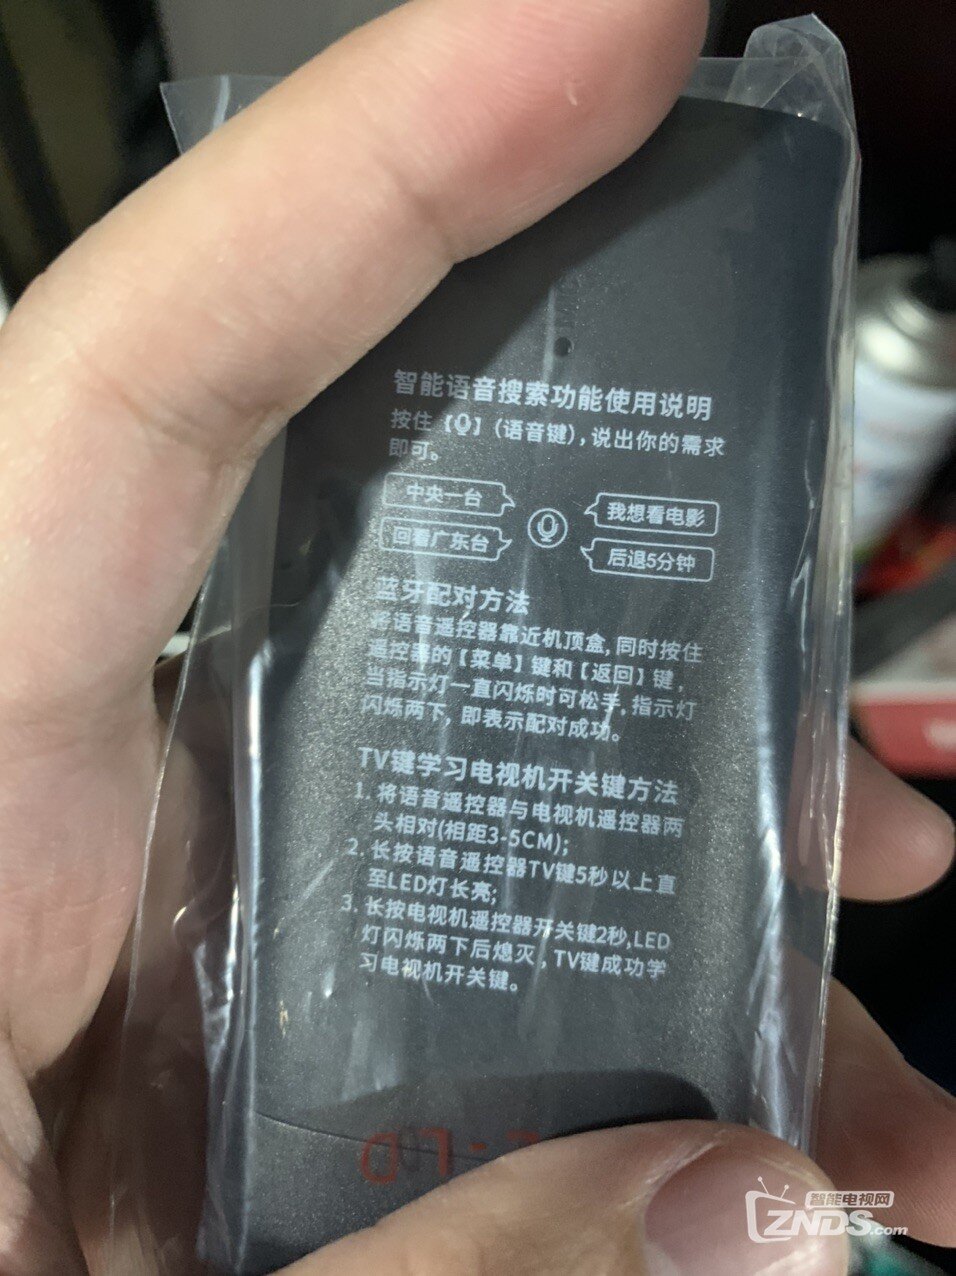 智能语音搜索功能使用说明
按住【】(语音键),说出你的需求
即可。
中央一台
我想看电影
回看广东台
后退5分钟
蓝牙配对方法
将语音遥控器靠近机顶盒,同时按住
遥控器的【菜单】键和【返回】键,
当指示灯一直闪烁时可松手,指示灯
闪烁两下,即表示配对成功。
TV键学习电视机开关键方法
1. 将语音遥控器与电视机遥控器两
头相对(相距3-5CM);
2. 长按语音遥控器TV键5秒以上直
至LED灯长亮;
3. 长按电视机遥控器开关键2秒,LED
灯闪烁两下后熄灭,TV键成功学
习电视机开关键。
智能电视网
ZNDS.com